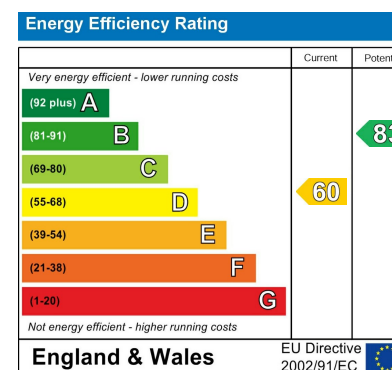 Energy Efficiency Rating
Current Potent
Very energy efficient - lower running costs
(92 plus) A
(81-91) B
83
(69-80) C
(55-68) D
60
(39-54) E
(21-38) F
(1-20) G
Not energy efficient - higher running costs
England & Wales
EU Directive
2002/91/EC